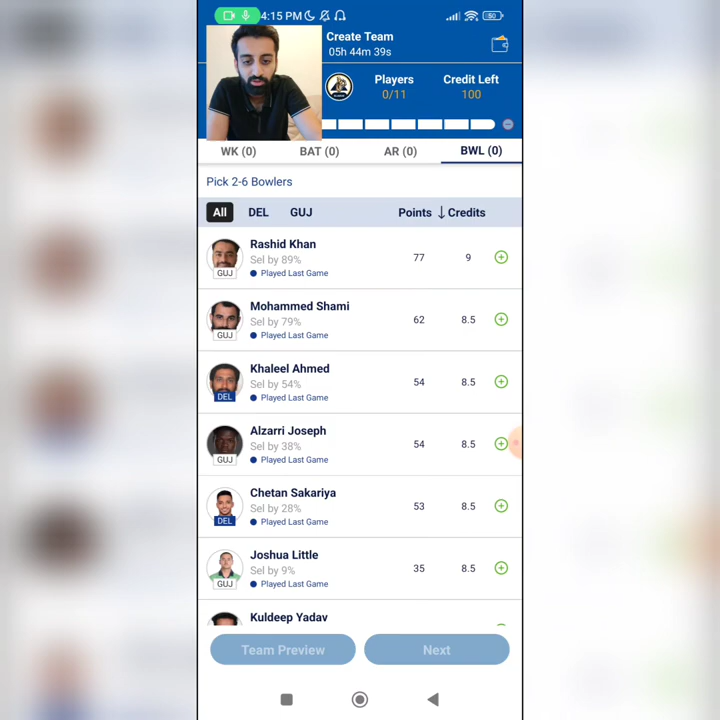 4:15 PM
50
Create Team
05h 44m 39s
Players
Credit Left
0/11
100
WK (0)
BAT (0)
AR (0)
BWL (0)
Pick 2-6 Bowlers
All
DEL
GUJ
Points
Credits
Rashid Khan
Sel by 89%
GUJ
Played Last Game
77
9
Mohammed Shami
Sel by 79%
GUJ
Played Last Game
62
8.5
Khaleel Ahmed
Sel by 54%
DEL
Played Last Game
54
8.5
Alzarri Joseph
Sel by 38%
GUJ
Played Last Game
54
8.5
Chetan Sakariya
Sel by 28%
DEL
Played Last Game
53
8.5
Joshua Little
Sel by 9%
GUJ
Played Last Game
35
8.5
Kuldeep Yadav
Team Preview
Next